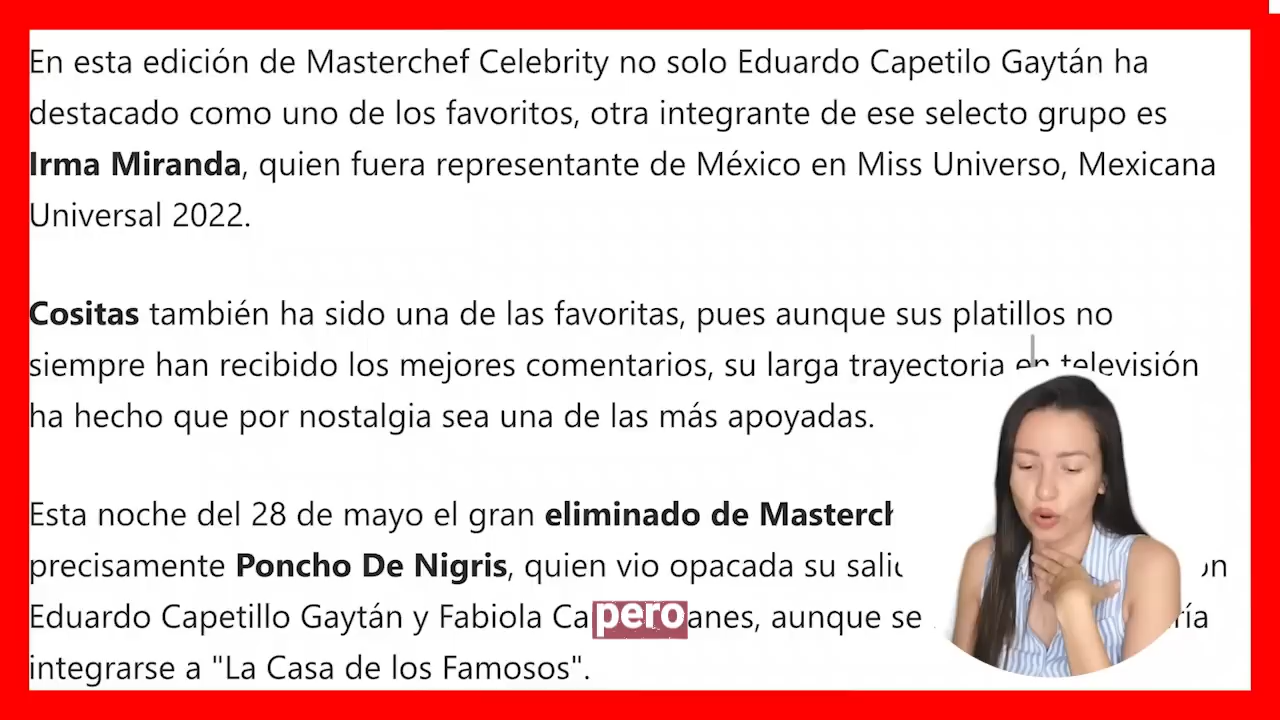 En esta edición de Masterchef Celebrity no solo Eduardo Capetilo Gaytán ha
destacado como uno de los favoritos, otra integrante de ese selecto grupo es
Irma Miranda, quien fuera representante de México en Miss Universo, Mexicana
Universal 2022.
Cositas también ha sido una de las favoritas, pues aunque sus platillos no
siempre han recibido los mejores comentarios, su larga trayectoria en televisión
ha hecho que por nostalgia sea una de las más apoyadas.
Esta noche del 28 de mayo el gran eliminado de
precisamente Poncho De Nigris, quien vio opacada su
Eduardo Capetillo Gaytán y Fabiola pero aunque se
integrarse a "La Casa de los Famosos".